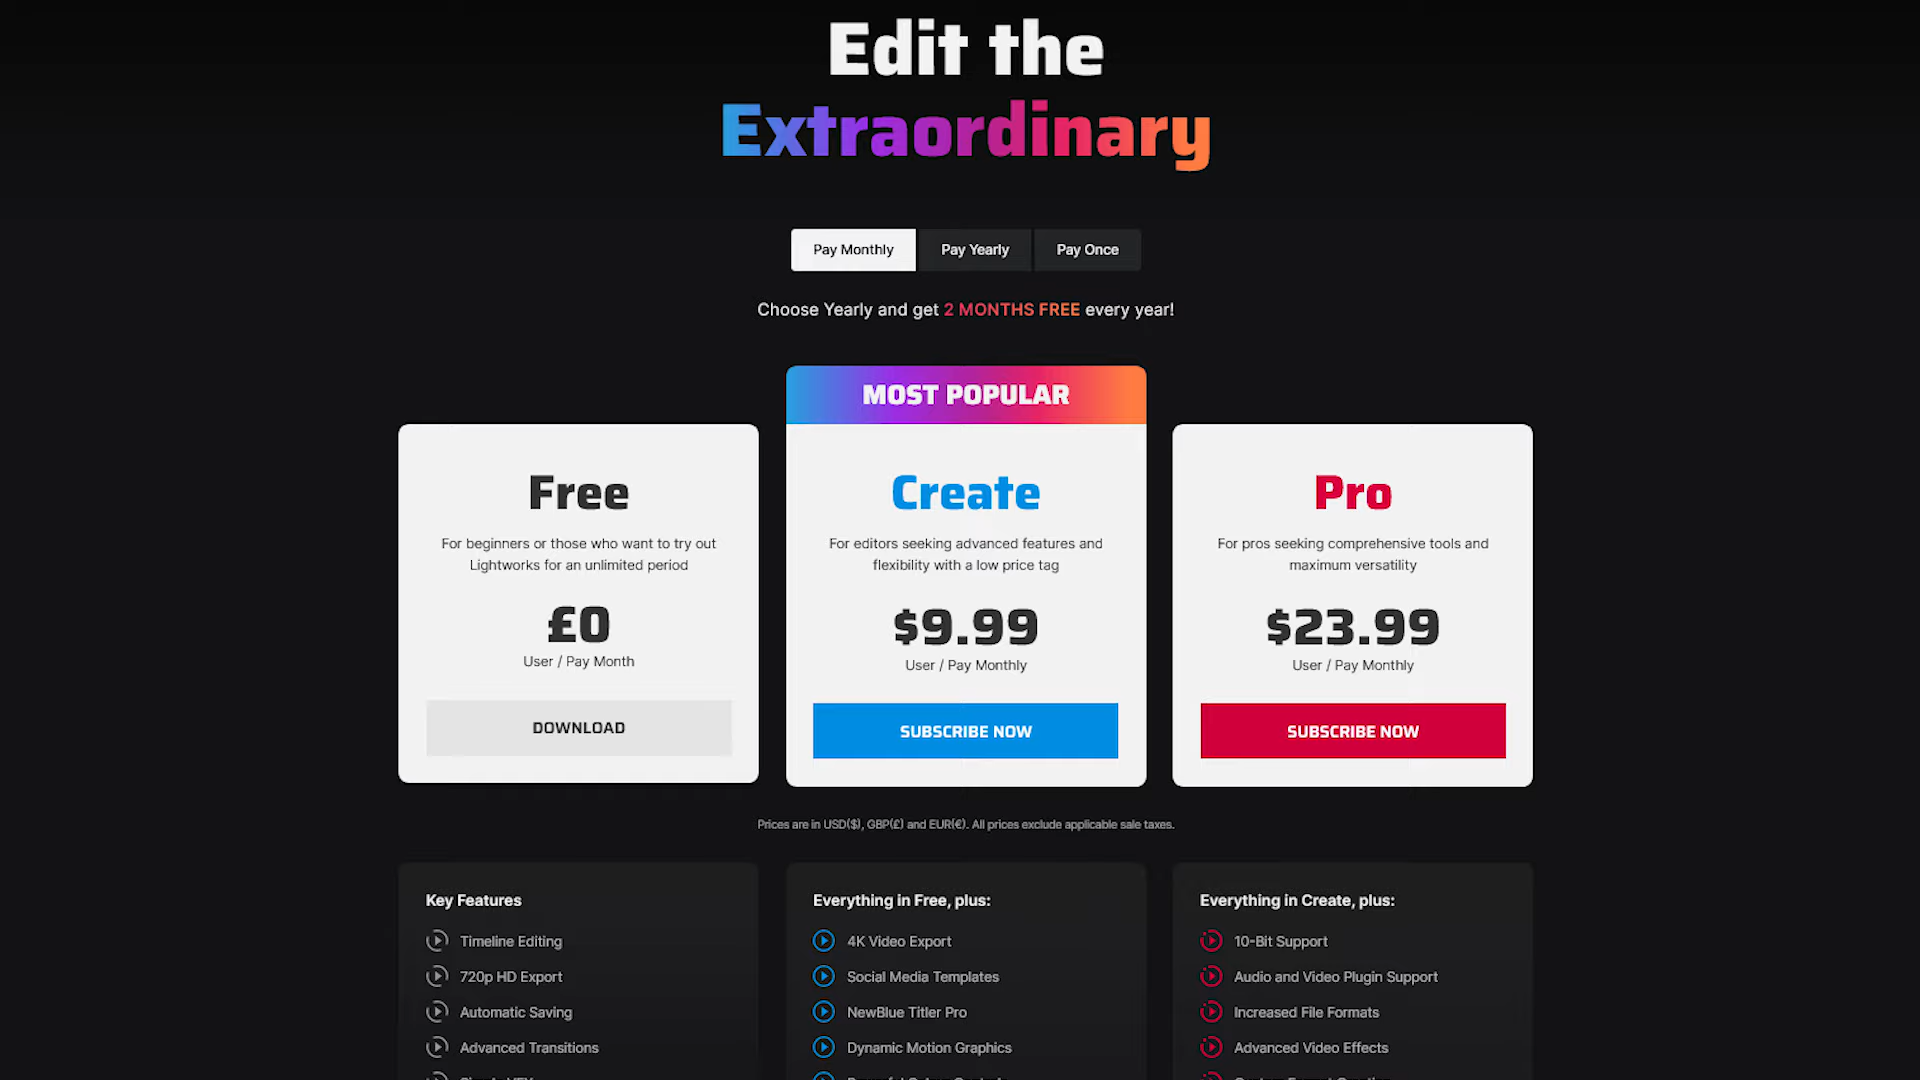 Edit the
Extraordinary
Pay Monthly
Pay Yearly
Pay Once
Choose Yearly and get 2 MONTHS FREE every year!
Free
For beginners or those who want to try out
Lightworks for an unlimited period
£0
User / Pay Month
DOWNLOAD
MOST POPULAR
Create
For editors seeking advanced features and
flexibility with a low price tag
$9.99
User / Pay Monthly
SUBSCRIBE NOW
Pro
For pros seeking comprehensive tools and
maximum versatility
$23.99
User / Pay Monthly
SUBSCRIBE NOW
Prices are in USD($), GBP(£) and EUR(€). All prices exclude applicable sale taxes.
Key Features
Timeline Editing
720p HD Export
Automatic Saving
Advanced Transitions
Everything in Free, plus:
4K Video Export
Social Media Templates
NewBlue Titler Pro
Dynamic Motion Graphics
Everything in Create, plus:
10-Bit Support
Audio and Video Plugin Support
Increased File Formats
Advanced Video Effects